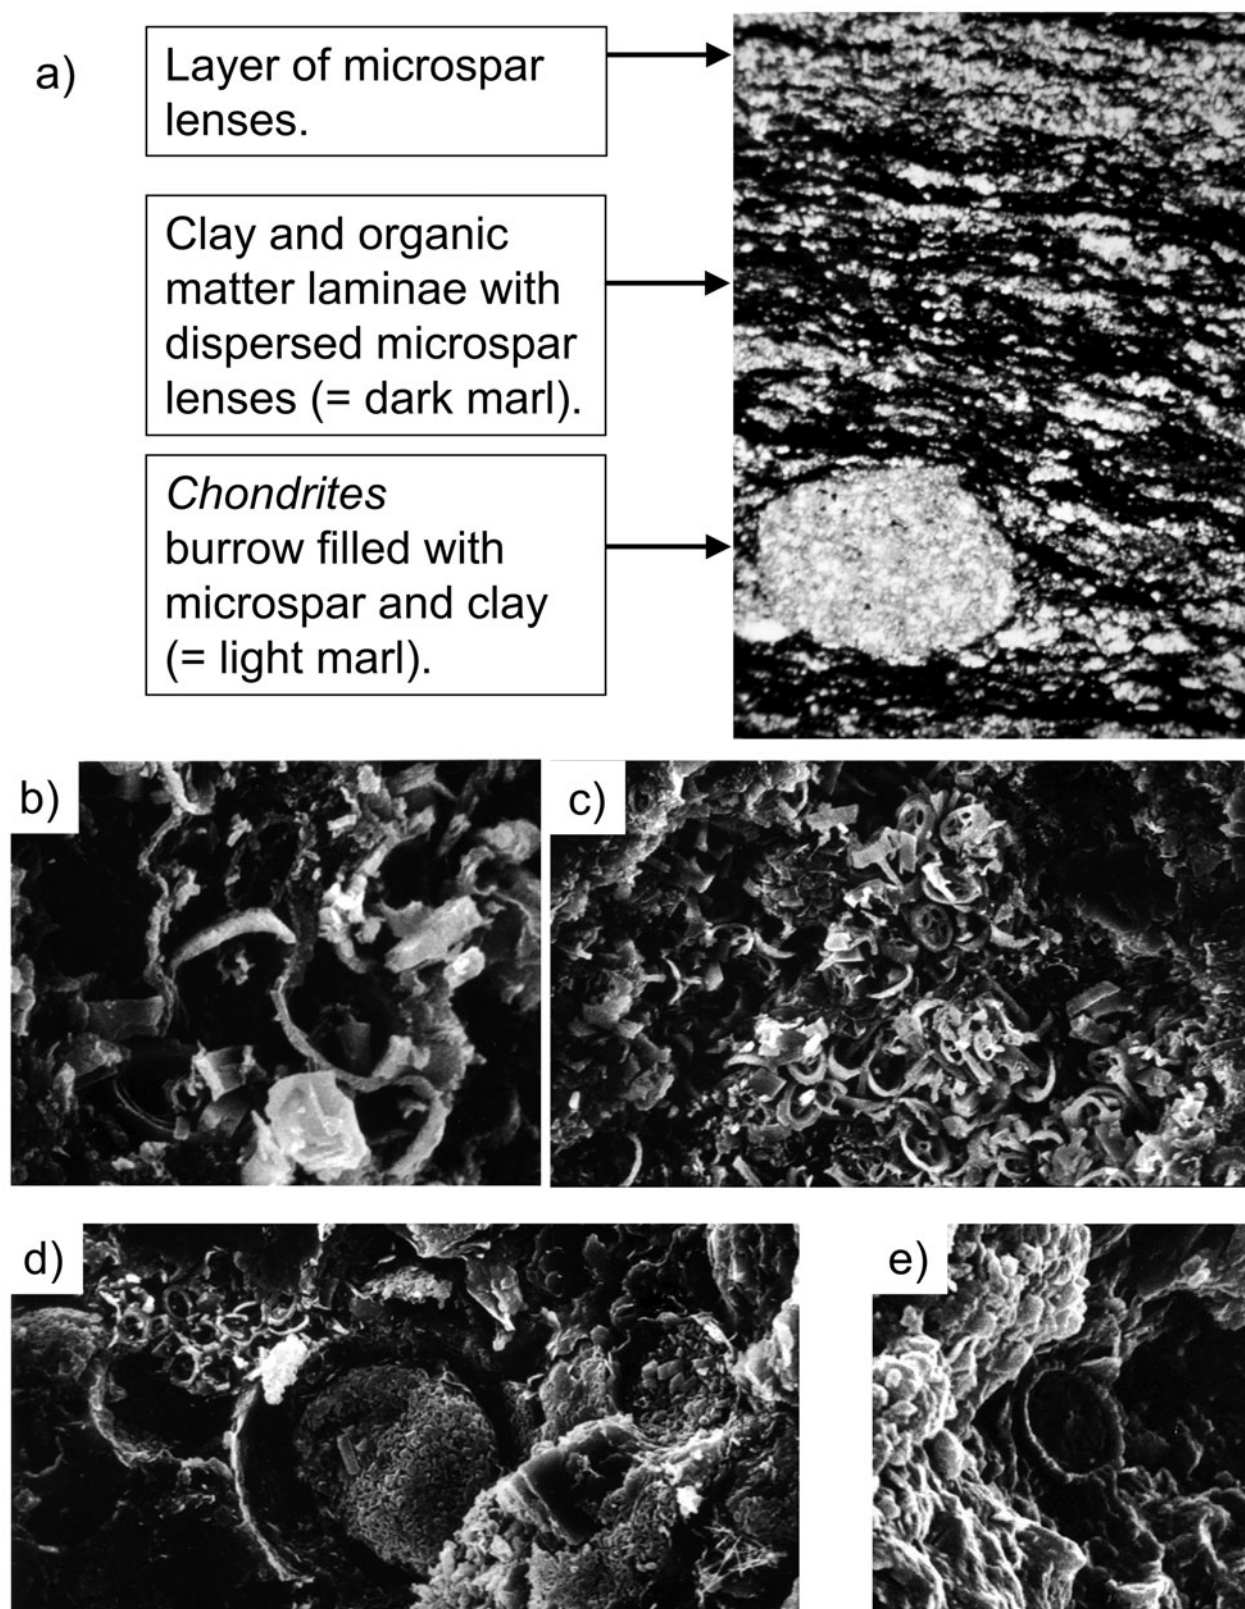 a)
Layer of microspar
lenses.
Clay and organic
matter laminae with
dispersed microspar
lenses (= dark marl).
Chondrites
burrow filled with
microspar and clay
(= light marl).
b)
c)
d)
e)